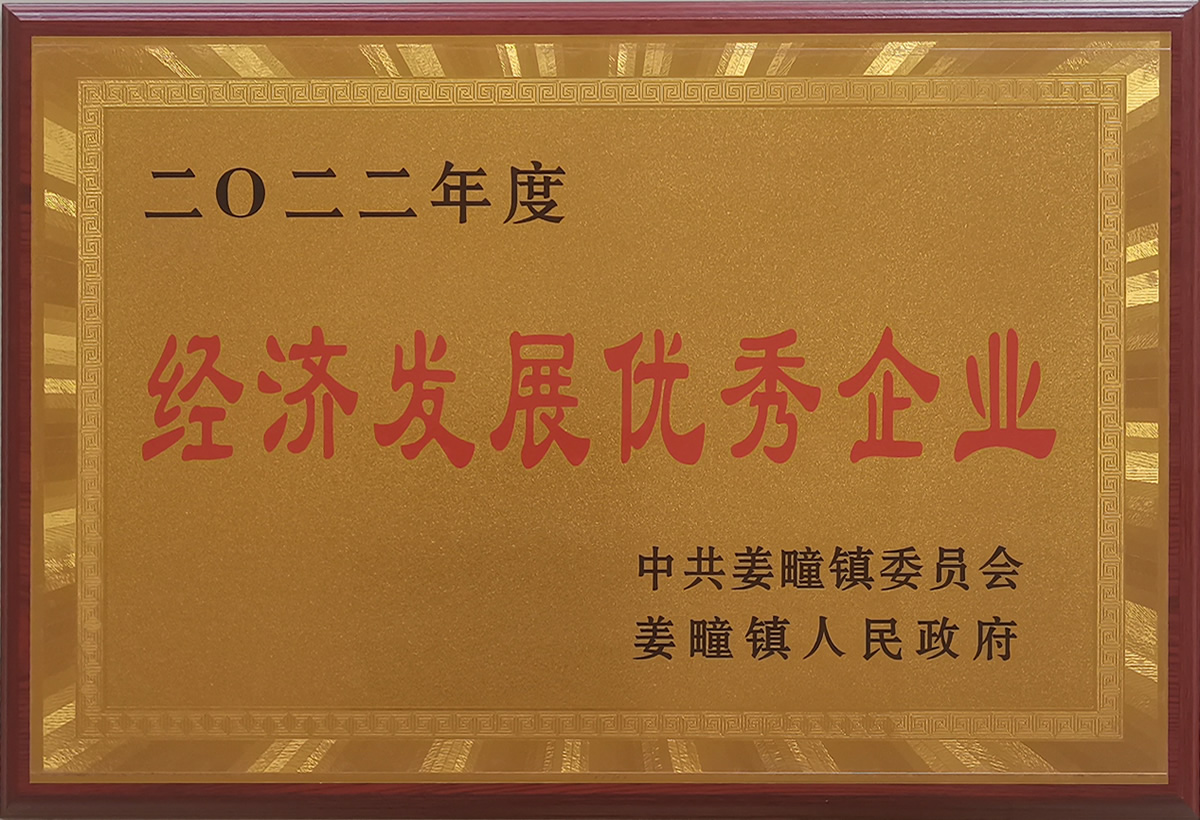 二〇二二年度
经济发展优秀企业
中共姜疃镇委员会
姜疃镇人民政府